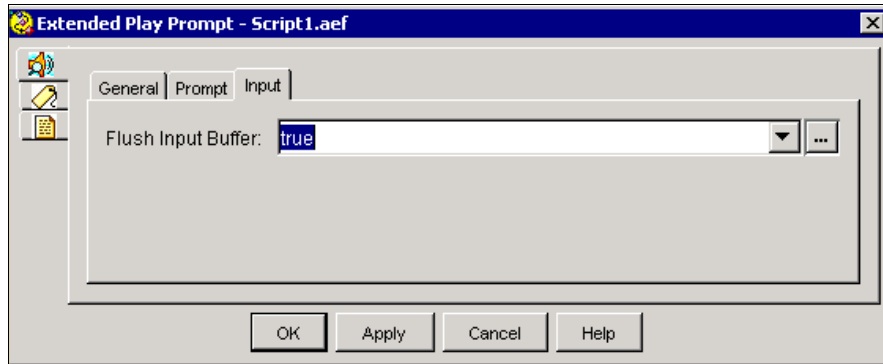 Extended Play Prompt - Script1.aef
General Prompt Input
Flush Input Buffer: true ...
OK Apply Cancel Help